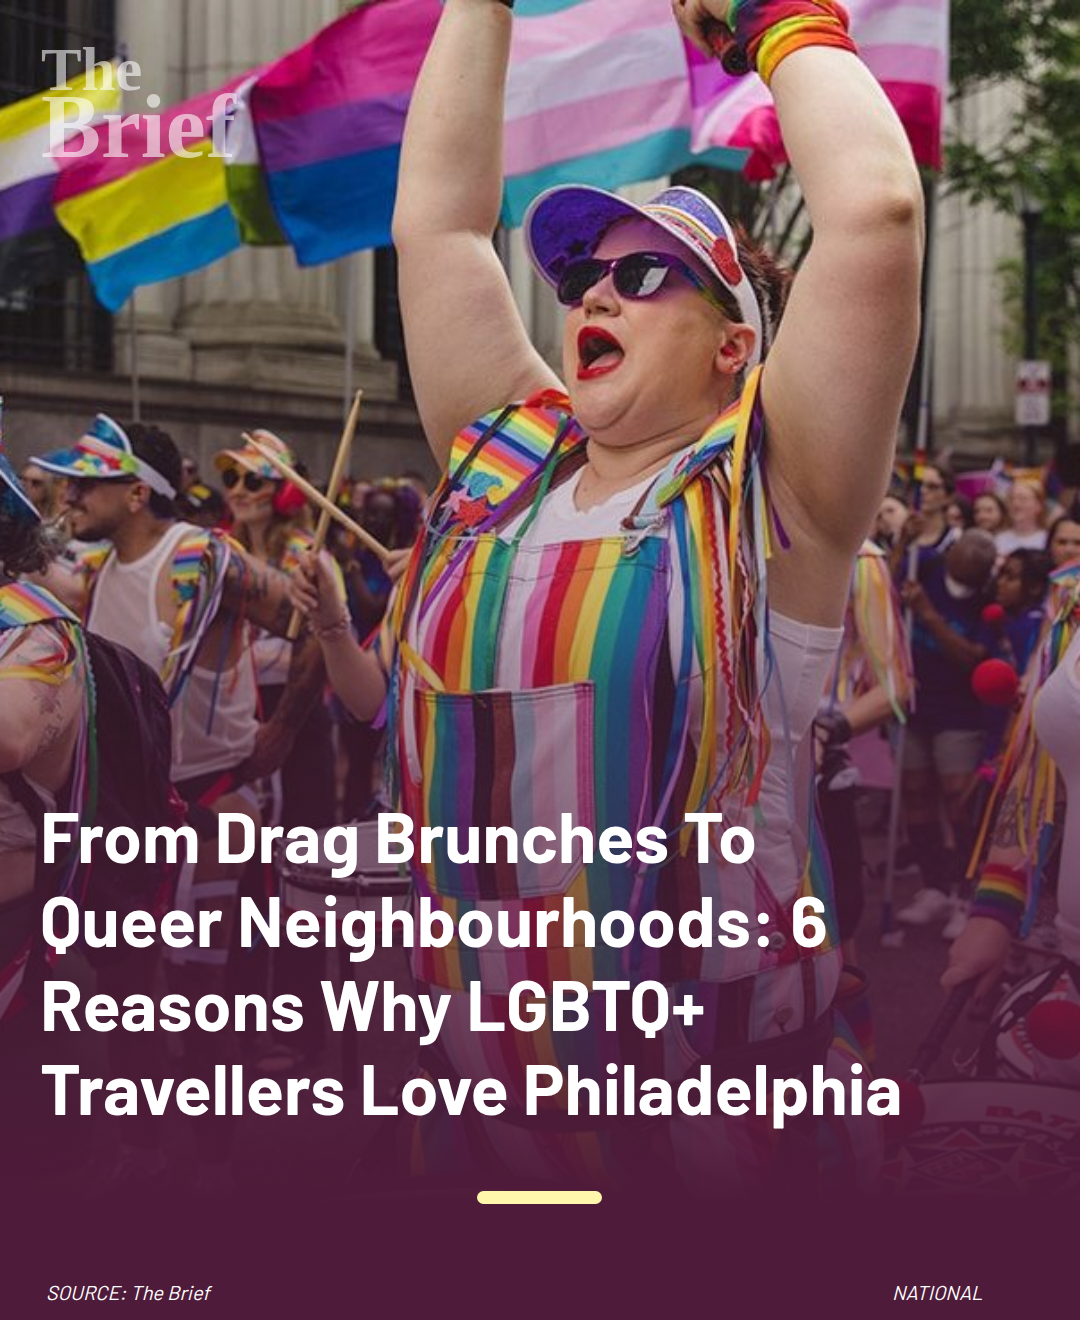 The
Brief
From Drag Brunches To
Queer Neighbourhoods: 6
Reasons Why LGBTQ+
Travellers Love Philadelphia
SOURCE: The Brief
NATIONAL